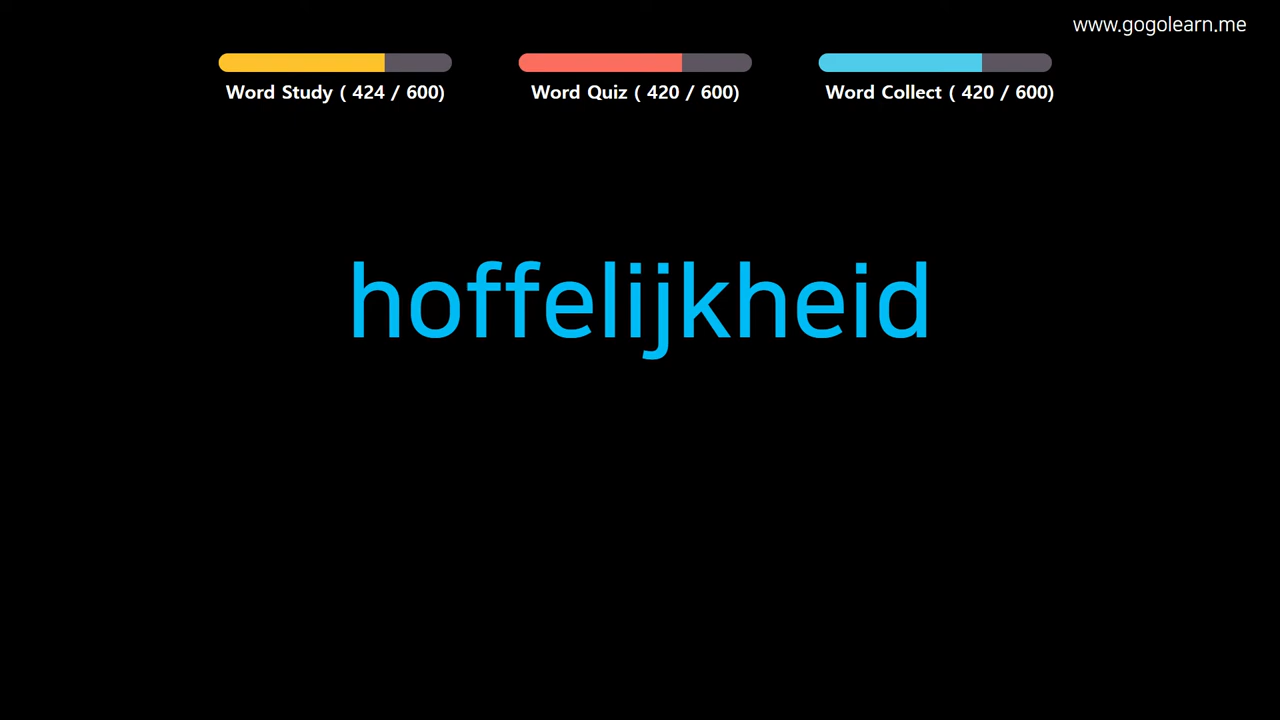 www.gogolearn.me
Word Study ( 424 / 600)
Word Quiz ( 420 / 600)
Word Collect ( 420 / 600)
hoffelijkheid